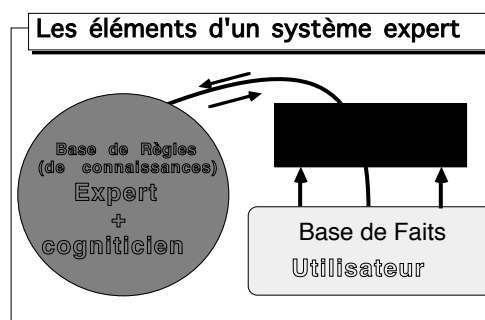 Les éléments d'un système expert
Base de Règles
(de connaissances)
Expert
+
cogniticien
Base de Faits
Utilisateur